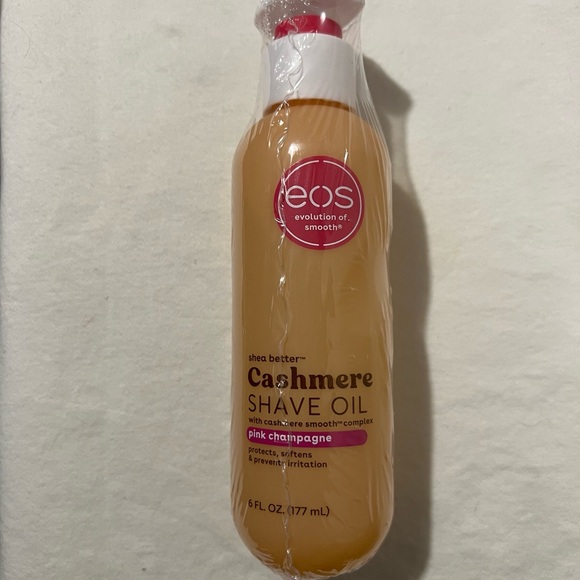 eos
evolution of
smooth®
shea better™
Cashmere
SHAVE OIL
with cashmere smooth™ complex
pink champagne
protects, softens
& prevents irritation
6 FL. OZ. (177 mL)